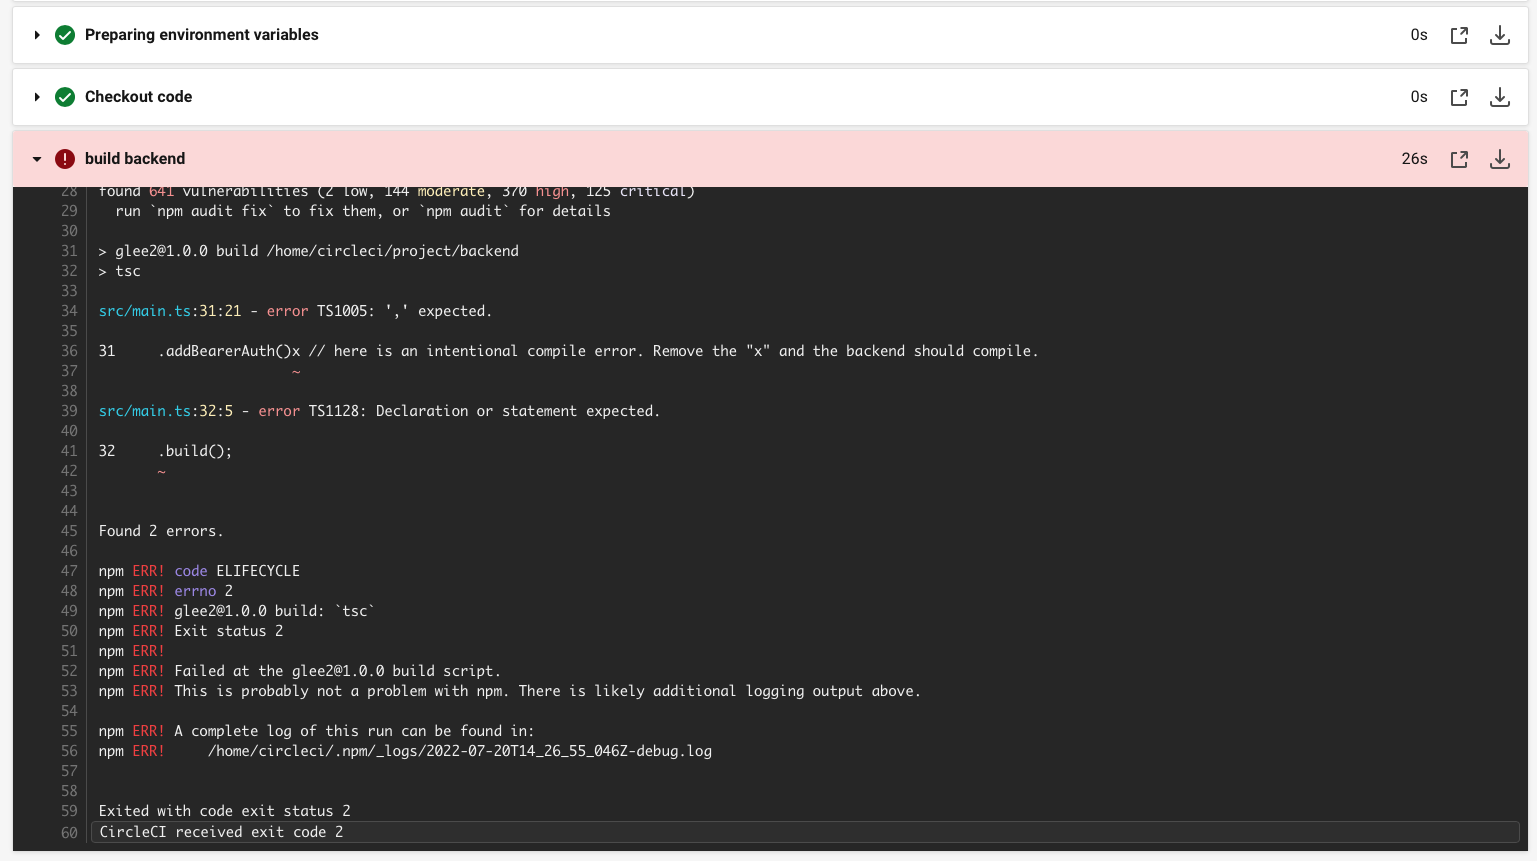 Preparing environment variables 0s
Checkout code 0s
build backend 26s
28 found 641 vulnerabilities (2 low, 144 moderate, 370 high, 125 critical)
29 run `npm audit fix` to fix them, or `npm audit` for details
30
31 > glee2@1.0.0 build /home/circleci/project/backend
32 > tsc
33
34 src/main.ts:31:21 - error TS1005: ',' expected.
35
36 31     .addBearerAuth()x // here is an intentional compile error. Remove the "x" and the backend should compile.
37 ~
38
39 src/main.ts:32:5 - error TS1128: Declaration or statement expected.
40
41 32     .build();
42 ~
43
44
45 Found 2 errors.
46
47 npm ERR! code ELIFECYCLE
48 npm ERR! errno 2
49 npm ERR! glee2@1.0.0 build: `tsc`
50 npm ERR! Exit status 2
51 npm ERR!
52 npm ERR! Failed at the glee2@1.0.0 build script.
53 npm ERR! This is probably not a problem with npm. There is likely additional logging output above.
54
55 npm ERR! A complete log of this run can be found in:
56 npm ERR!     /home/circleci/.npm/_logs/2022-07-20T14_26_55_046Z-debug.log
57
58
59 Exited with code exit status 2
60 CircleCI received exit code 2